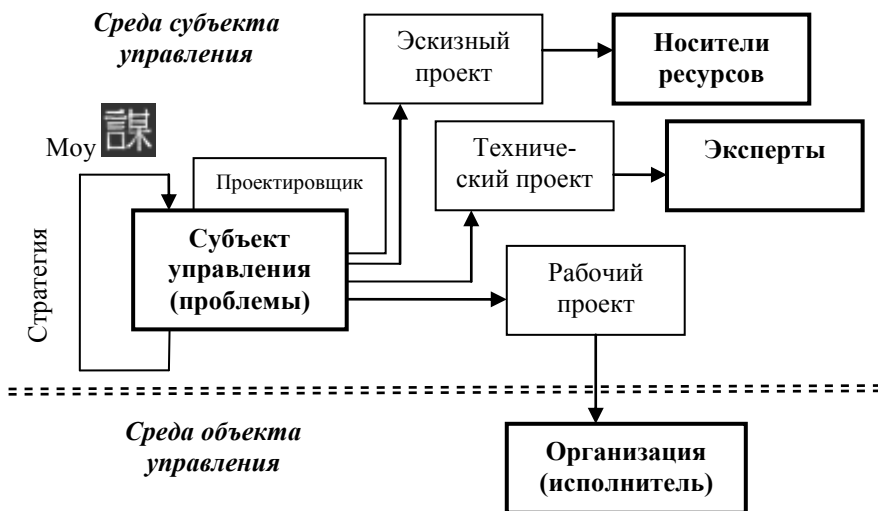 Среда субъекта
управления
Эскизный
проект
Носители
ресурсов
Моу 謀
Техниче-
ский проект
Эксперты
Проектировщик
Стратегия
Субъект
управления
(проблемы)
Рабочий
проект
Среда объекта
управления
Организация
(исполнитель)